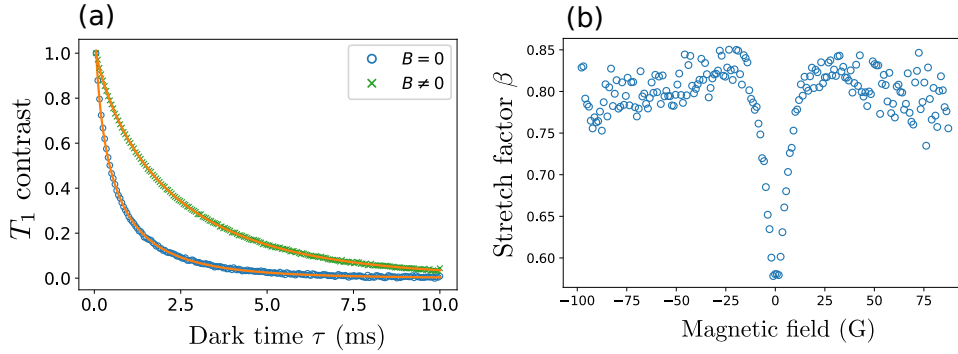 (a)
T₁ contrast
1.0
0.8
0.6
0.4
0.2
0.0
B = 0
B ≠ 0
0.0 2.5 5.0 7.5 10.0
Dark time τ (ms)
(b)
Stretch factor β
0.85
0.80
0.75
0.70
0.65
0.60
−100 −75 −50 −25 0 25 50 75
Magnetic field (G)